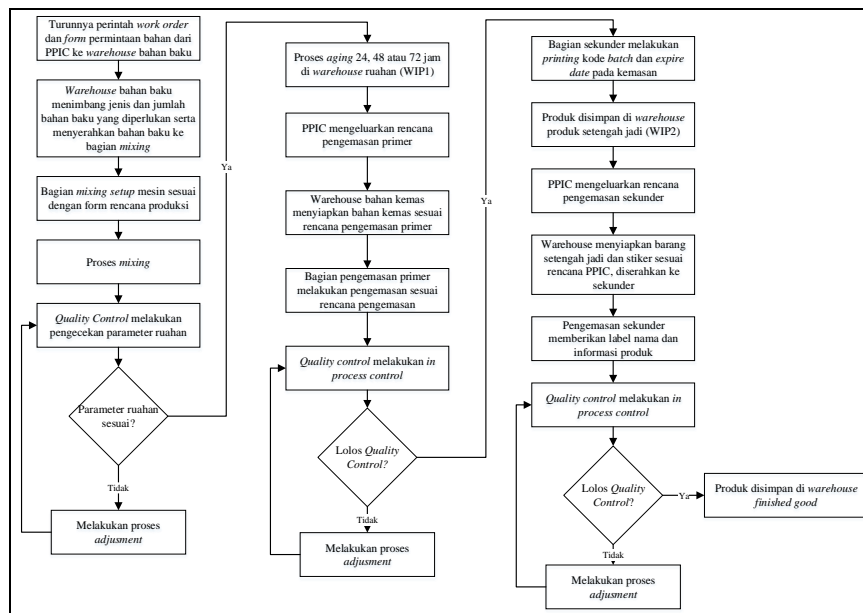 Turunnya perintah work order
dan form permintaan bahan dari
PPIC ke warehouse bahan baku
Warehouse bahan baku
menimbang jenis dan jumlah
bahan baku yang diperlukan serta
menyerahkan bahan baku ke
bagian mixing
Bagian mixing setup mesin sesuai
dengan form rencana produksi
Proses mixing
Quality Control melakukan
pengecekan parameter ruahan
Parameter ruahan
sesuai?
Tidak
Melakukan proses
adjusment
Ya
Proses aging 24, 48 atau 72 jam
di warehouse ruahan (WIP1)
PPIC mengeluarkan rencana
pengemasan primer
Warehouse bahan kemas
menyiapkan bahan kemas sesuai
rencana pengemasan primer
Bagian pengemasan primer
melakukan pengemasan sesuai
rencana pengemasan
Quality control melakukan in
process control
Lolos Quality
Control?
Tidak
Melakukan proses
adjusment
Ya
Bagian sekunder melakukan
printing kode batch dan expire
date pada kemasan
Produk disimpan di warehouse
produk setengah jadi (WIP2)
PPIC mengeluarkan rencana
pengemasan sekunder
Warehouse menyiapkan barang
setengah jadi dan stiker sesuai
rencana PPIC, diserahkan ke
sekunder
Pengemasan sekunder
memberikan label nama dan
informasi produk
Quality control melakukan in
process control
Lolos Quality
Control?
Ya
Produk disimpan di warehouse
finished good
Tidak
Melakukan proses
adjusment